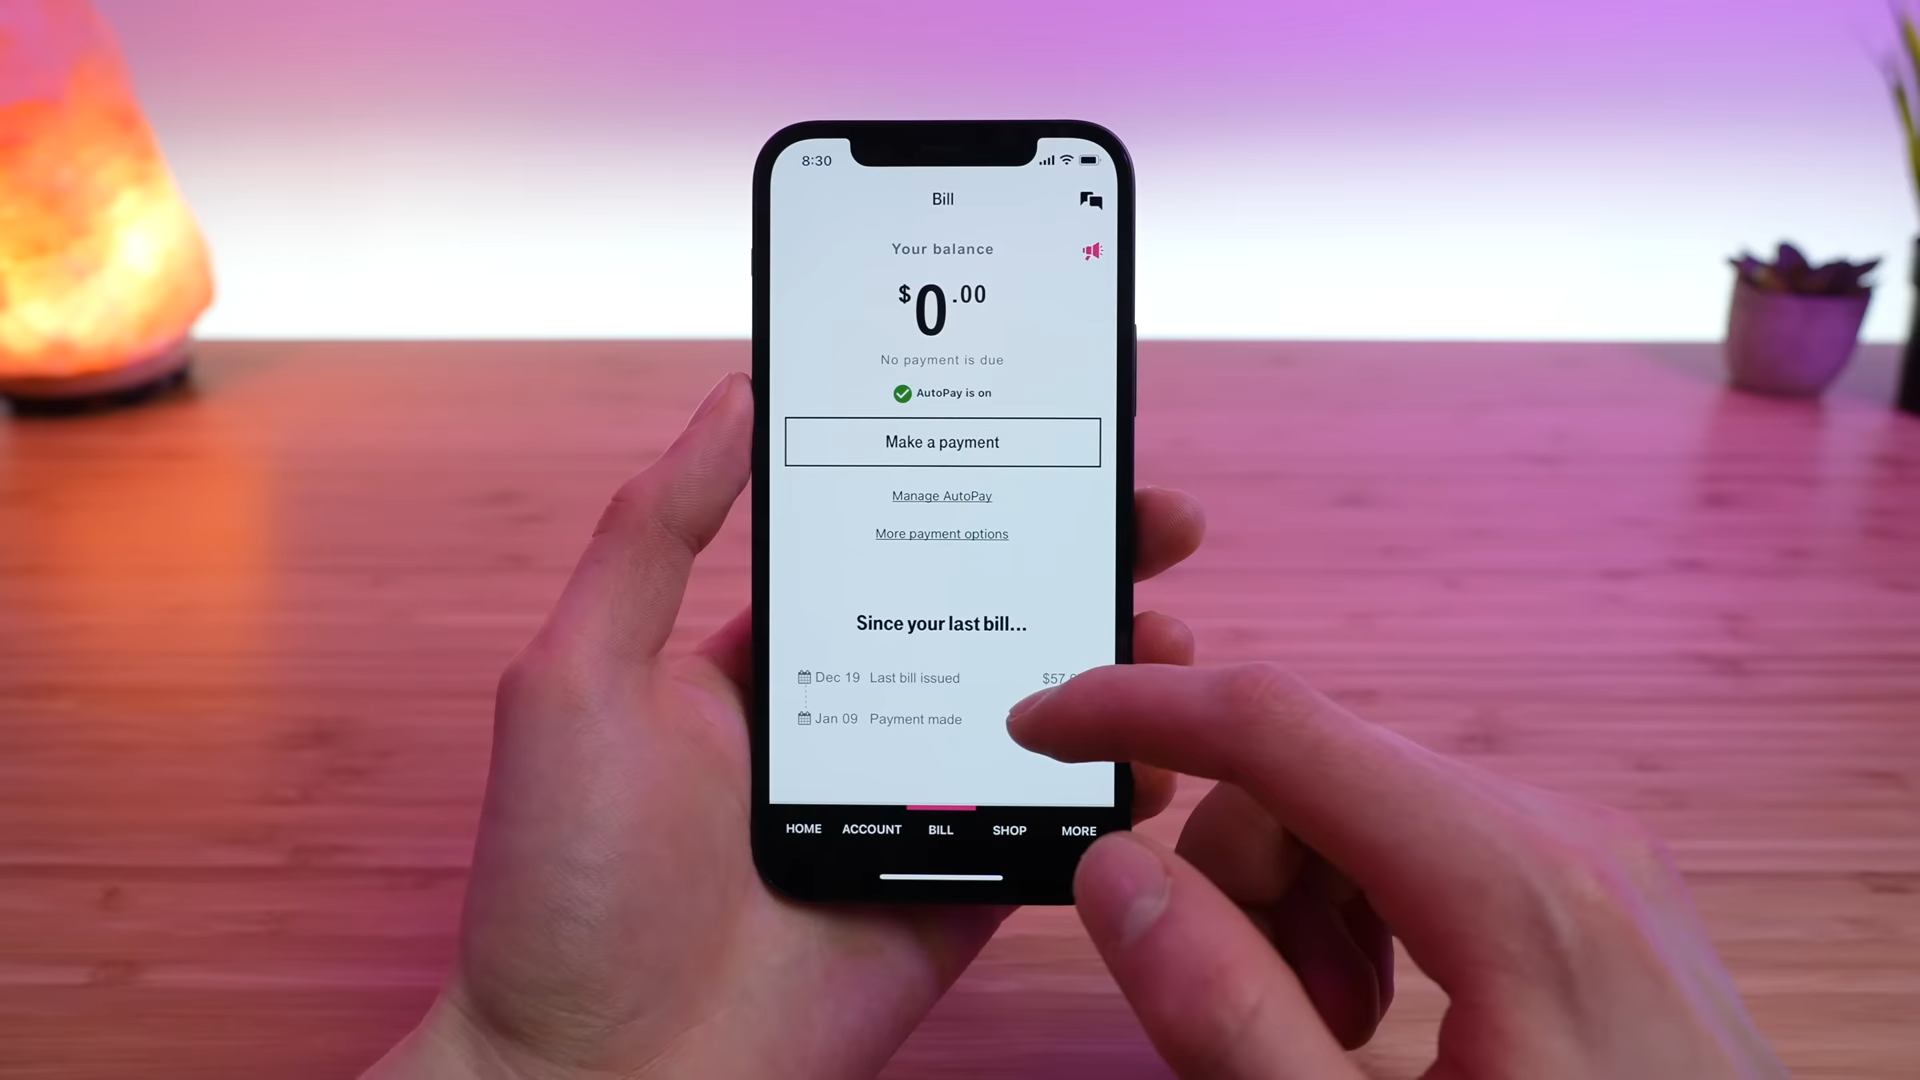 8:30
Bill
Your balance
$0.00
No payment is due
AutoPay is on
Make a payment
Manage AutoPay
More payment options
Since your last bill...
Dec 19 Last bill issued $57
Jan 09 Payment made
HOME ACCOUNT BILL SHOP MORE